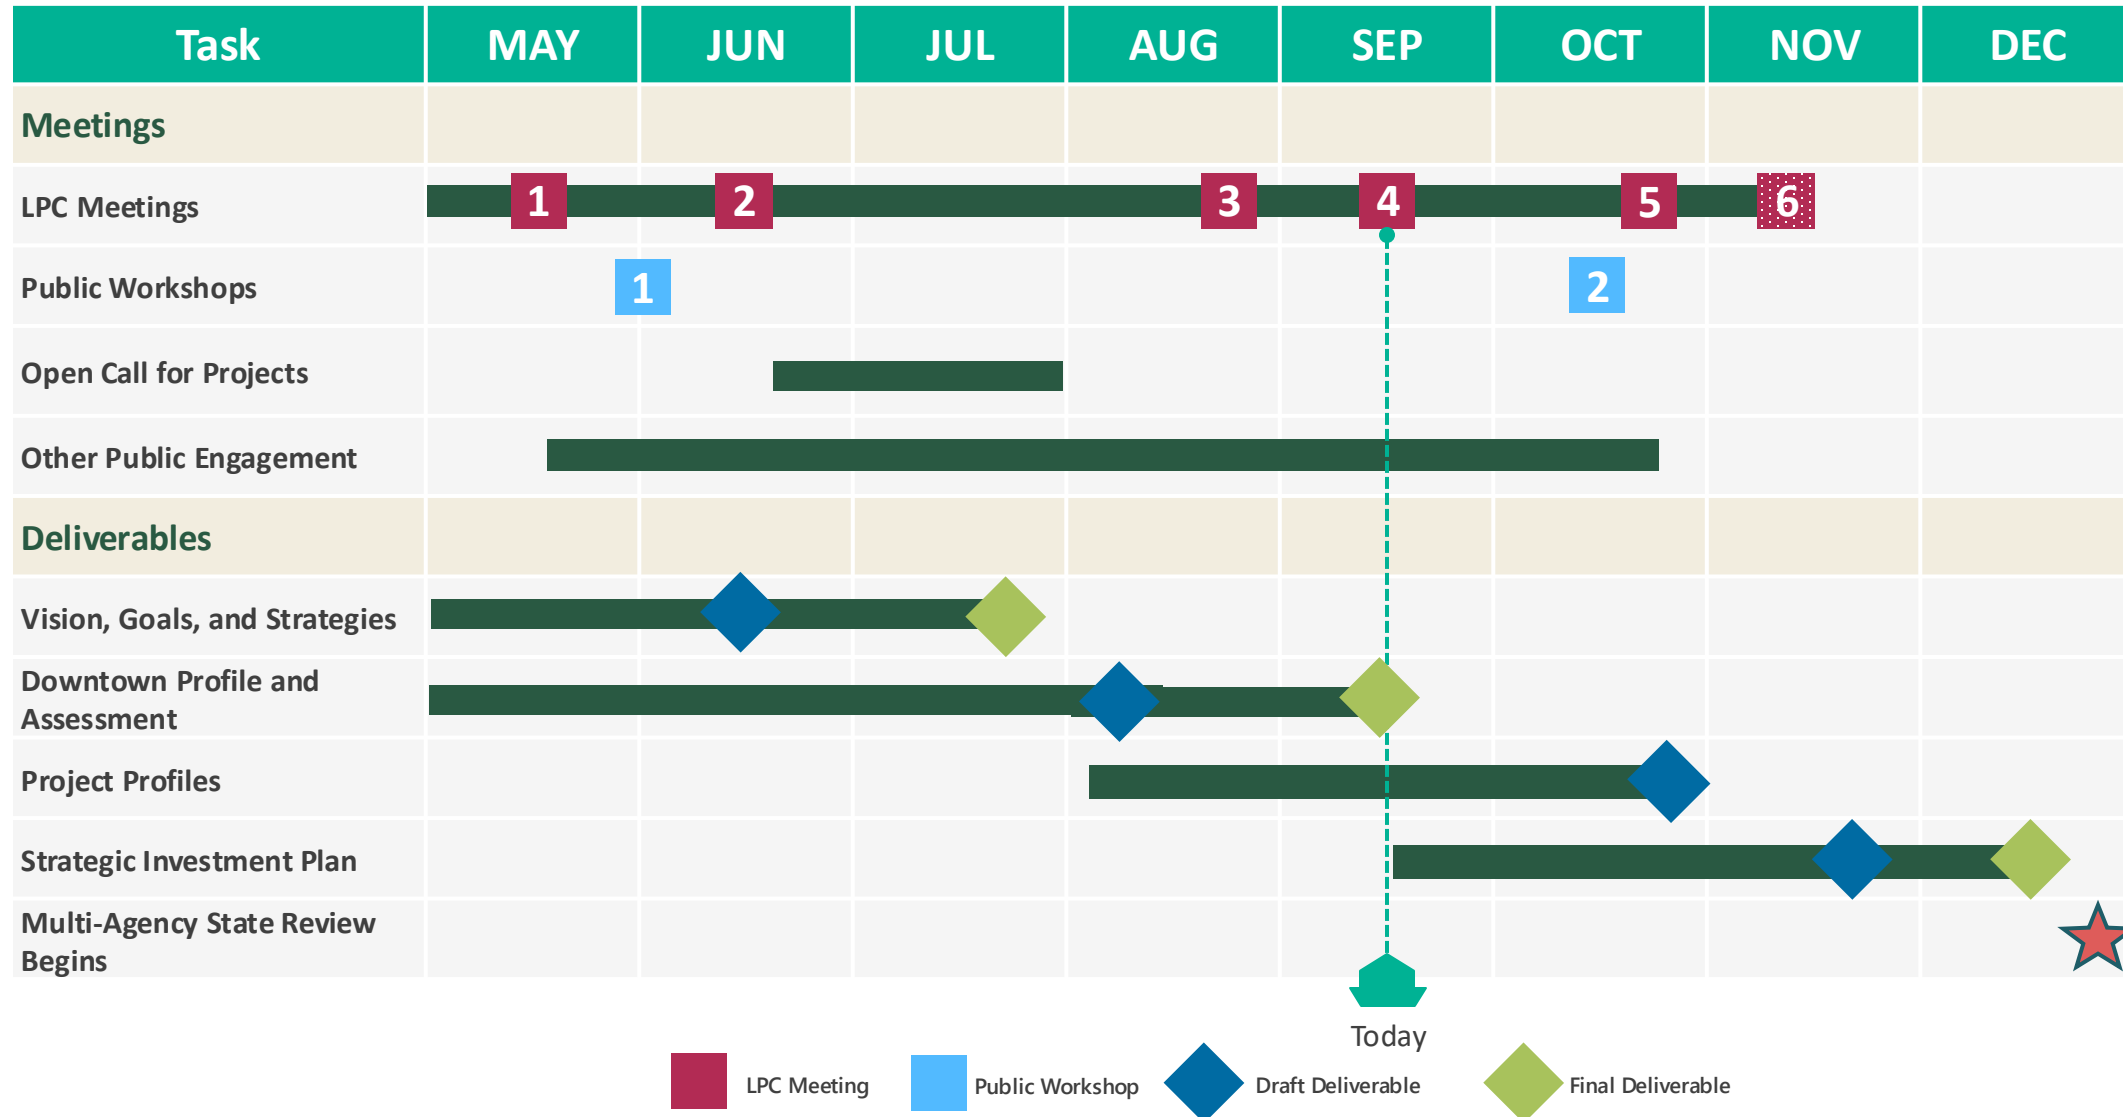 Task MAY JUN JUL AUG SEP OCT NOV DEC
Meetings
LPC Meetings 1 2 3 4 5 6
Public Workshops 1 2
Open Call for Projects
Other Public Engagement
Deliverables
Vision, Goals, and Strategies
Downtown Profile and
Assessment
Project Profiles
Strategic Investment Plan
Multi-Agency State Review
Begins
Today
LPC Meeting Public Workshop Draft Deliverable Final Deliverable